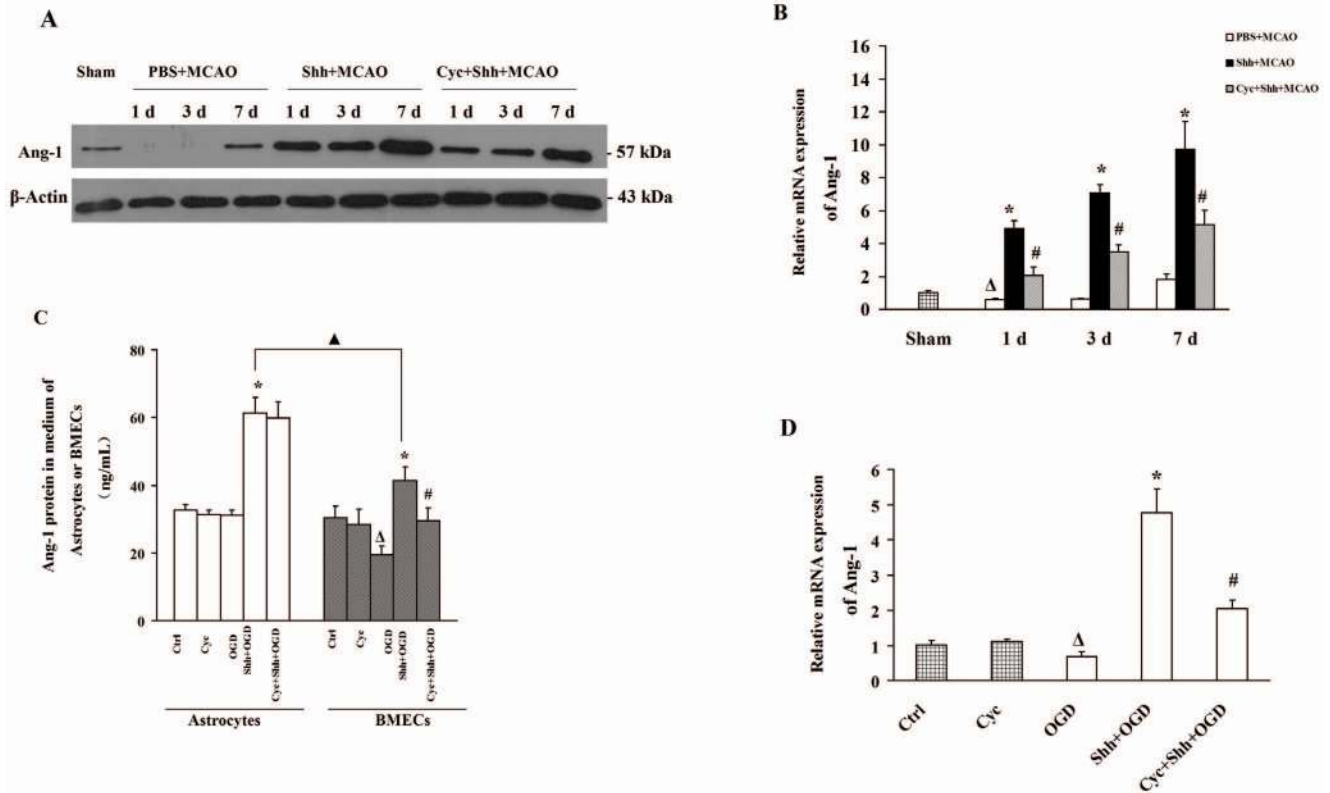 A
Sham PBS+MCAO Shh+MCAO Cyc+Shh+MCAO
1 d 3 d 7 d 1 d 3 d 7 d 1 d 3 d 7 d
Ang-1 - 57 kDa
β-Actin - 43 kDa
B
PBS+MCAO
Shh+MCAO
Cyc+Shh+MCAO
Relative mRNA expression
of Ang-1
16
14
12
10
8
6
4
2
0
Δ * # * # * #
Sham 1 d 3 d 7 d
C
Ang-1 protein in medium of
Astrocytes or BMECs
(ng/mL)
80
60
40
20
0
▲
* Δ * #
Ctrl Cyc OGD Shh+OGD Cyc+Shh+OGD Ctrl Cyc OGD Shh+OGD Cyc+Shh+OGD
Astrocytes BMECs
D
Relative mRNA expression
of Ang-1
6
5
4
3
2
1
0
Δ * #
Ctrl Cyc OGD Shh+OGD Cyc+Shh+OGD